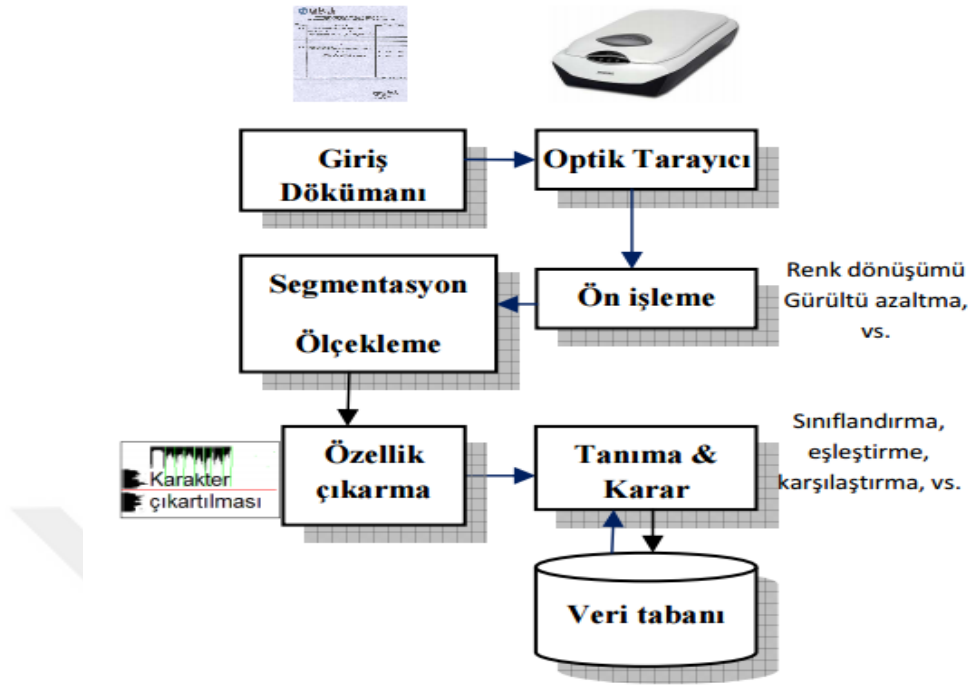 Giriş
Dökümanı
Optik Tarayıcı
Segmentasyon
Ölçekleme
Ön işleme
Renk dönüşümü
Gürültü azaltma,
vs.
Karakter
çıkartılması
Özellik
çıkarma
Tanıma &
Karar
Sınıflandırma,
eşleştirme,
karşılaştırma, vs.
Veri tabanı